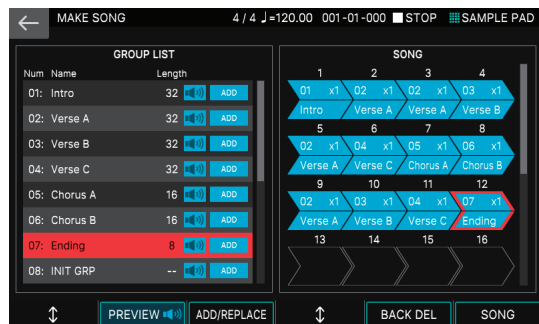 MAKE SONG 4 / 4 ♩=120.00 001-01-000 STOP SAMPLE PAD
GROUP LIST
Num Name Length
01: Intro 32 ADD
02: Verse A 32 ADD
03: Verse B 32 ADD
04: Verse C 32 ADD
05: Chorus A 16 ADD
06: Chorus B 16 ADD
07: Ending 8 ADD
08: INIT GRP -- ADD
SONG
1 2 3 4
01 x1 02 x1 02 x1 03 x1
Intro Verse A Verse A Verse B
5 6 7 8
02 x1 04 x1 05 x1 06 x1
Verse A Verse C Chorus A Chorus B
9 10 11 12
02 x1 03 x1 04 x1 07 x1
Verse A Verse B Verse C Ending
13 14 15 16
PREVIEW ADD/REPLACE BACK DEL SONG